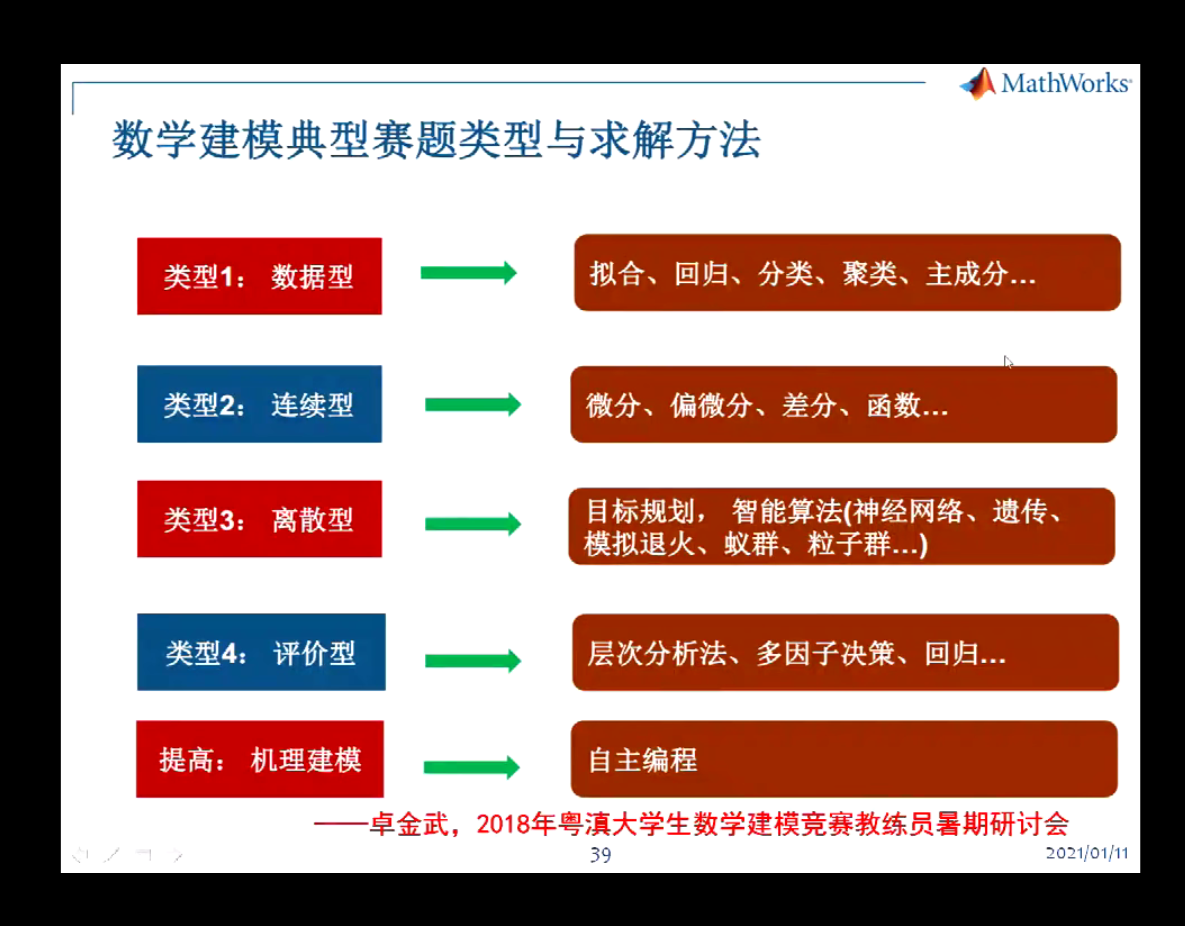 MathWorks
数学建模典型赛题类型与求解方法
类型1： 数据型
拟合、回归、分类、聚类、主成分...
类型2： 连续型
微分、偏微分、差分、函数...
类型3： 离散型
目标规划， 智能算法(神经网络、遗传、
模拟退火、蚁群、粒子群...)
类型4： 评价型
层次分析法、多因子决策、回归...
提高： 机理建模
自主编程
——卓金武，2018年粤滇大学生数学建模竞赛教练员暑期研讨会
39
2021/01/11